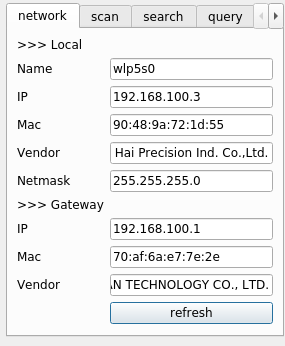 network scan search query
>>> Local
Name wlp5s0
IP 192.168.100.3
Mac 90:48:9a:72:1d:55
Vendor Hai Precision Ind. Co.,Ltd.
Netmask 255.255.255.0
>>> Gateway
IP 192.168.100.1
Mac 70:af:6a:e7:7e:2e
Vendor TECHNOLOGY CO., LTD.
refresh